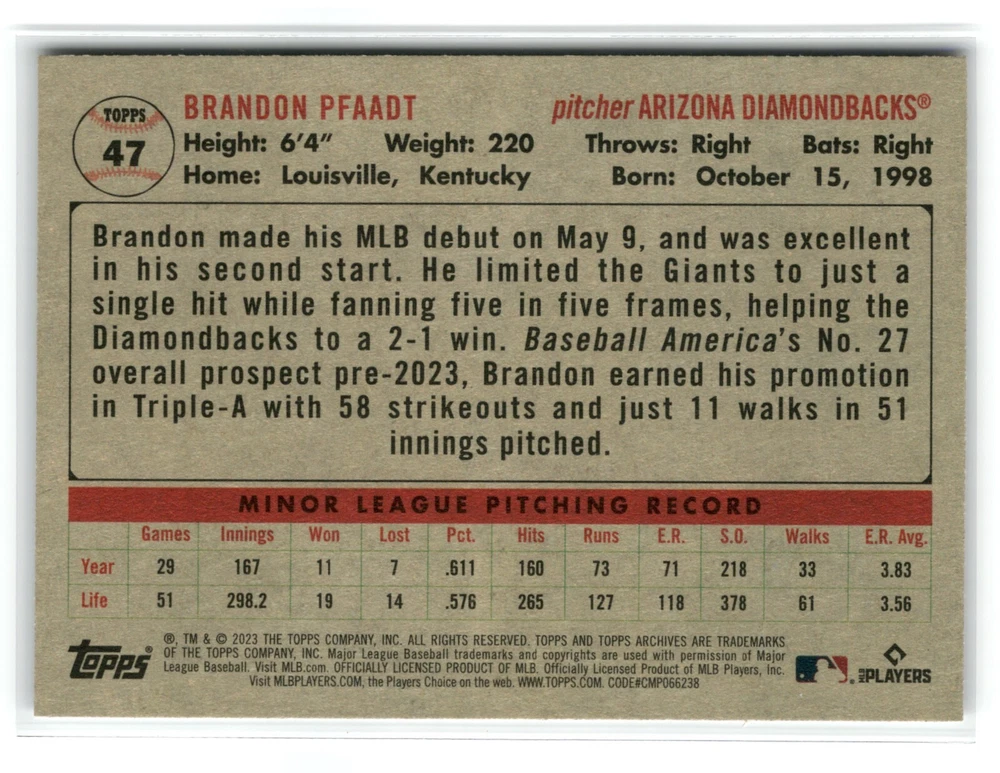 TOPPS
47
BRANDON PFAADT pitcher ARIZONA DIAMONDBACKS®
Height: 6'4" Weight: 220 Throws: Right Bats: Right
Home: Louisville, Kentucky Born: October 15, 1998
Brandon made his MLB debut on May 9, and was excellent
in his second start. He limited the Giants to just a
single hit while fanning five in five frames, helping the
Diamondbacks to a 2-1 win. Baseball America's No. 27
overall prospect pre-2023, Brandon earned his promotion
in Triple-A with 58 strikeouts and just 11 walks in 51
innings pitched.
MINOR LEAGUE PITCHING RECORD
Games Innings Won Lost Pct. Hits Runs E.R. S.O. Walks E.R. Avg.
Year 29 167 11 7 .611 160 73 71 218 33 3.83
Life 51 298.2 19 14 .576 265 127 118 378 61 3.56
topps®
®, TM & © 2023 THE TOPPS COMPANY, INC. ALL RIGHTS RESERVED. TOPPS AND TOPPS ARCHIVES ARE TRADEMARKS
OF THE TOPPS COMPANY, INC. Major League Baseball trademarks and copyrights are used with permission of Major
League Baseball. Visit MLB.com. OFFICIALLY LICENSED PRODUCT OF MLB. Officially Licensed Product of MLB Players, Inc.
Visit MLBPLAYERS.COM, the Players Choice on the web. WWW.TOPPS.COM. CODE#CMP066238
MLB PLAYERS